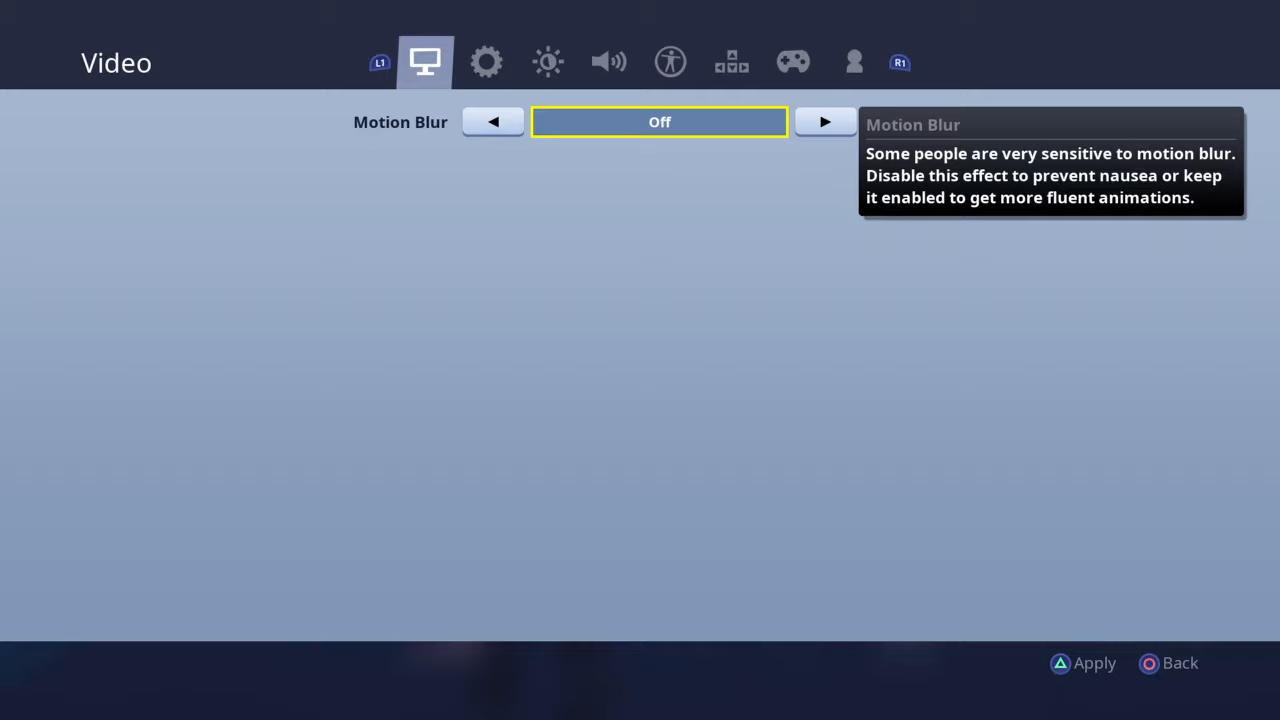 Video
L1
R1
Motion Blur
Off
Motion Blur
Some people are very sensitive to motion blur.
Disable this effect to prevent nausea or keep
it enabled to get more fluent animations.
Apply
Back